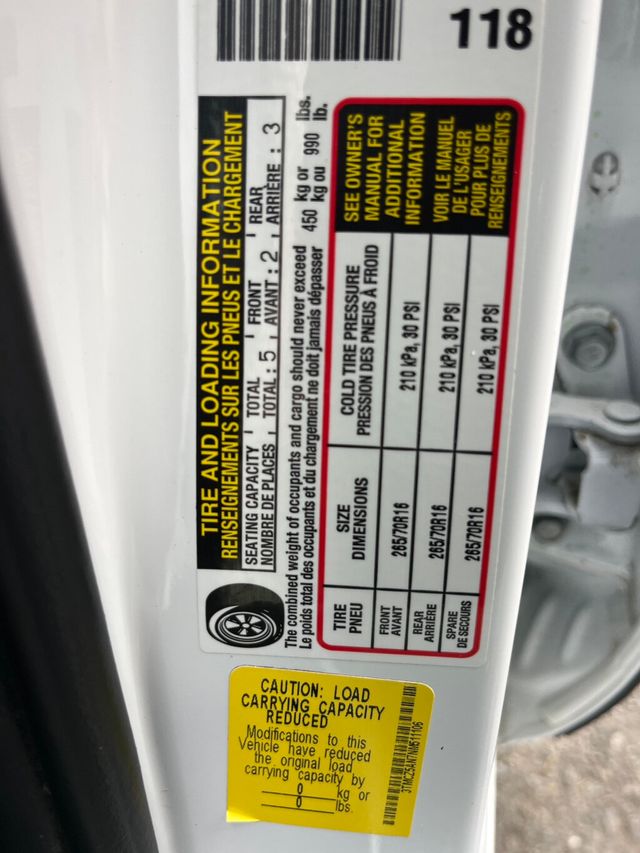 118
TIRE AND LOADING INFORMATION
RENSEIGNEMENTS SUR LES PNEUS ET LE CHARGEMENT
SEATING CAPACITY TOTAL FRONT REAR
NOMBRE DE PLACES TOTAL: 5 AVANT: 2 ARRIÈRE: 3
The combined weight of occupants and cargo should never exceed 450 kg or 990 lbs.
Le poids total des occupants et du chargement ne doit jamais dépasser kg ou lb.
TIRE SIZE COLD TIRE PRESSURE
PNEU DIMENSIONS PRESSION DES PNEUS À FROID
FRONT
AVANT 265/70R16 210 kPa, 30 PSI
REAR
ARRIÈRE 265/70R16 210 kPa, 30 PSI
SPARE
DE SECOURS 265/70R16 210 kPa, 30 PSI
SEE OWNER'S
MANUAL FOR
ADDITIONAL
INFORMATION
VOIR LE MANUEL
DE L'USAGER
POUR PLUS DE
RENSEIGNEMENTS
CAUTION: LOAD
CARRYING CAPACITY
REDUCED
Modifications to this
Vehicle have reduced
the original load
carrying capacity by
0 kg or
0 lbs.
3TMCZ5AN7NM511106